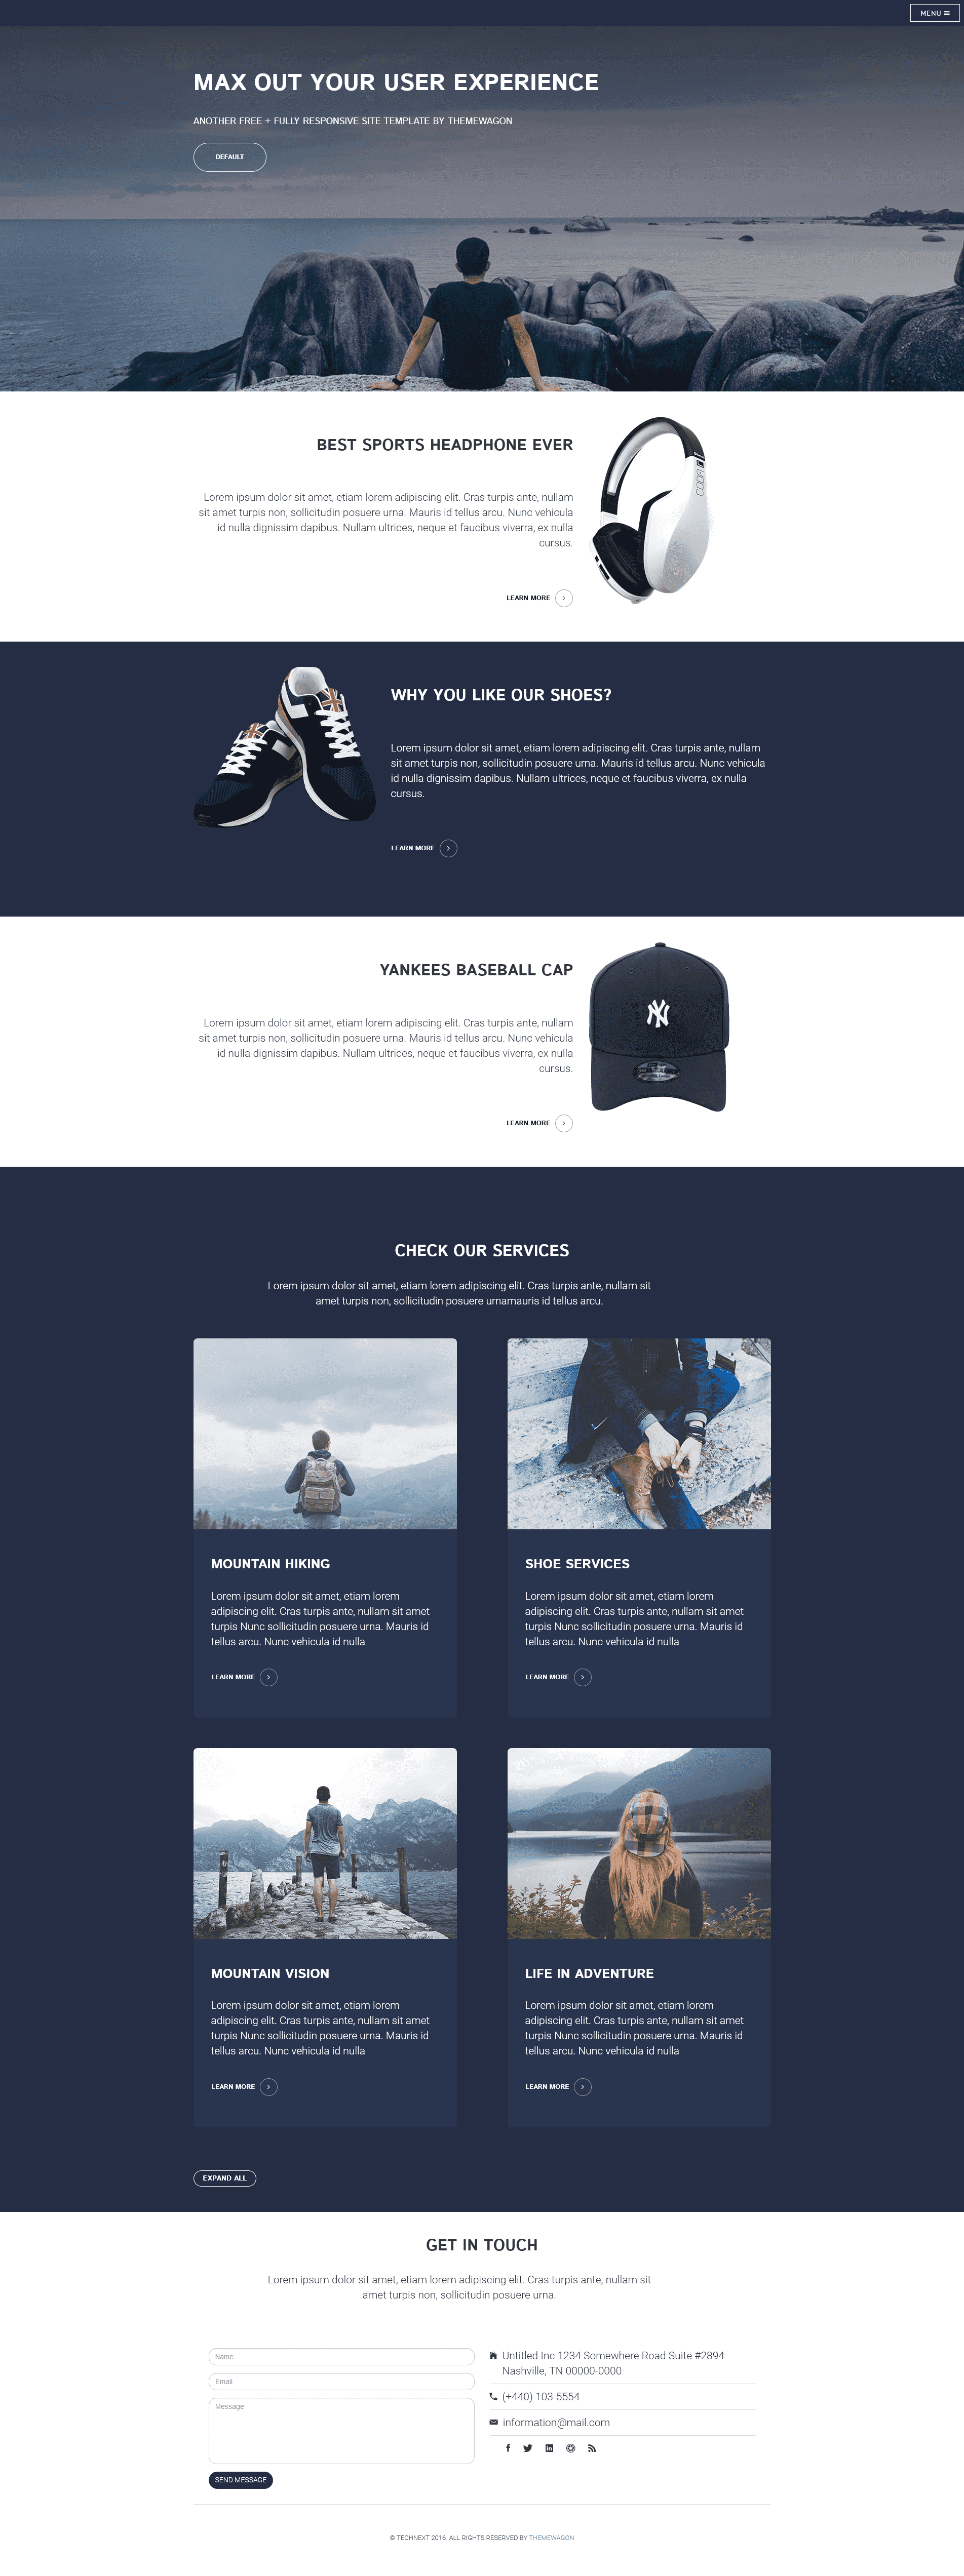 MENU
MAX OUT YOUR USER EXPERIENCE
ANOTHER FREE + FULLY RESPONSIVE SITE TEMPLATE BY THEMEWAGON
DEFAULT
BEST SPORTS HEADPHONE EVER
Lorem ipsum dolor sit amet, etiam lorem adipiscing elit. Cras turpis ante, nullam
sit amet turpis non, sollicitudin posuere urna. Mauris id tellus arcu. Nunc vehicula
id nulla dignissim dapibus. Nullam ultrices, neque et faucibus viverra, ex nulla
cursus.
LEARN MORE
WHY YOU LIKE OUR SHOES?
Lorem ipsum dolor sit amet, etiam lorem adipiscing elit. Cras turpis ante, nullam
sit amet turpis non, sollicitudin posuere urna. Mauris id tellus arcu. Nunc vehicula
id nulla dignissim dapibus. Nullam ultrices, neque et faucibus viverra, ex nulla
cursus.
LEARN MORE
YANKEES BASEBALL CAP
Lorem ipsum dolor sit amet, etiam lorem adipiscing elit. Cras turpis ante, nullam
sit amet turpis non, sollicitudin posuere urna. Mauris id tellus arcu. Nunc vehicula
id nulla dignissim dapibus. Nullam ultrices, neque et faucibus viverra, ex nulla
cursus.
LEARN MORE
NY
CHECK OUR SERVICES
Lorem ipsum dolor sit amet, etiam lorem adipiscing elit. Cras turpis ante, nullam sit
amet turpis non, sollicitudin posuere urnamauris id tellus arcu.
MOUNTAIN HIKING
Lorem ipsum dolor sit amet, etiam lorem
adipiscing elit. Cras turpis ante, nullam sit amet
turpis Nunc sollicitudin posuere urna. Mauris id
tellus arcu. Nunc vehicula id nulla
LEARN MORE
SHOE SERVICES
Lorem ipsum dolor sit amet, etiam lorem
adipiscing elit. Cras turpis ante, nullam sit amet
turpis Nunc sollicitudin posuere urna. Mauris id
tellus arcu. Nunc vehicula id nulla
LEARN MORE
MOUNTAIN VISION
Lorem ipsum dolor sit amet, etiam lorem
adipiscing elit. Cras turpis ante, nullam sit amet
turpis Nunc sollicitudin posuere urna. Mauris id
tellus arcu. Nunc vehicula id nulla
LEARN MORE
LIFE IN ADVENTURE
Lorem ipsum dolor sit amet, etiam lorem
adipiscing elit. Cras turpis ante, nullam sit amet
turpis Nunc sollicitudin posuere urna. Mauris id
tellus arcu. Nunc vehicula id nulla
LEARN MORE
EXPAND ALL
GET IN TOUCH
Lorem ipsum dolor sit amet, etiam lorem adipiscing elit. Cras turpis ante, nullam sit
amet turpis non, sollicitudin posuere urna.
Name
Email
Message
SEND MESSAGE
Untitled Inc 1234 Somewhere Road Suite #2894
Nashville, TN 00000-0000
(+440) 103-5554
information@mail.com
© TECHNEXT 2016. ALL RIGHTS RESERVED BY THEMEWAGON